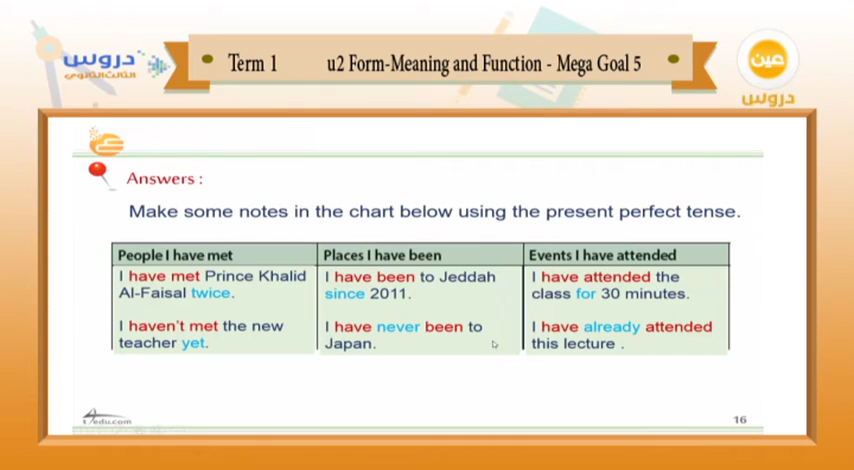 دروس
الثالث الثانوي
Term 1 u2 Form-Meaning and Function - Mega Goal 5
عين
دروس
Answers :
Make some notes in the chart below using the present perfect tense.
People I have met Places I have been Events I have attended
I have met Prince Khalid I have been to Jeddah I have attended the
Al-Faisal twice. since 2011. class for 30 minutes.
I haven't met the new I have never been to I have already attended
teacher yet. Japan. this lecture .
16